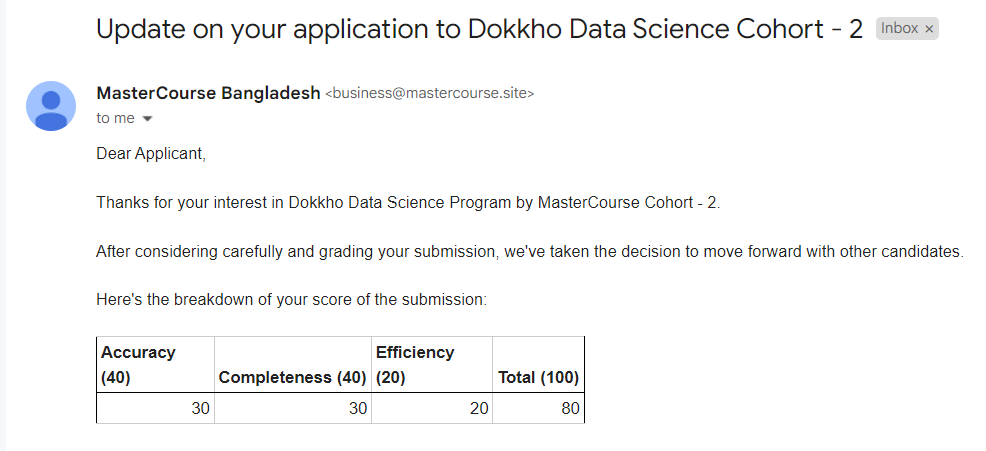 Update on your application to Dokkho Data Science Cohort - 2 Inbox ×
MasterCourse Bangladesh <business@mastercourse.site>
to me
Dear Applicant,
Thanks for your interest in Dokkho Data Science Program by MasterCourse Cohort - 2.
After considering carefully and grading your submission, we've taken the decision to move forward with other candidates.
Here's the breakdown of your score of the submission:
Accuracy (40) Completeness (40) Efficiency (20) Total (100)
30 30 20 80